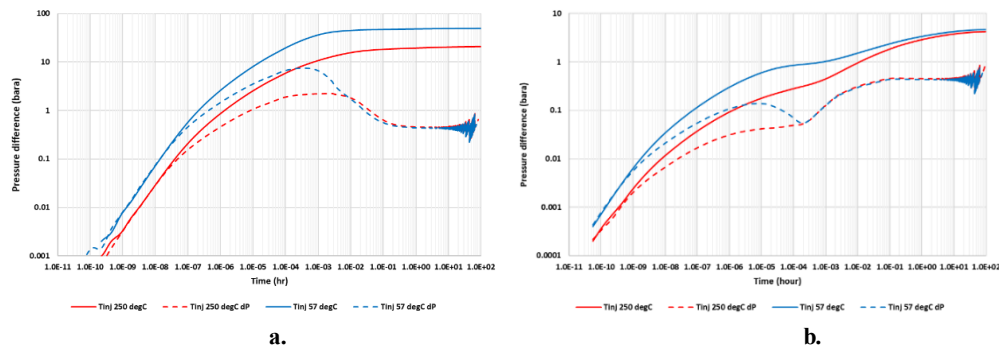 Pressure difference (bara)
100
10
1
0.1
0.01
0.001
1.0E-11 1.0E-10 1.0E-09 1.0E-08 1.0E-07 1.0E-06 1.0E-05 1.0E-04 1.0E-03 1.0E-02 1.0E-01 1.0E+00 1.0E+01 1.0E+02
Time (hr)
Tinj 250 degC Tinj 250 degC dP Tinj 57 degC Tinj 57 degC dP
a.
Pressure difference (bara)
10
1
0.1
0.01
0.001
0.0001
1.0E-11 1.0E-10 1.0E-09 1.0E-08 1.0E-07 1.0E-06 1.0E-05 1.0E-04 1.0E-03 1.0E-02 1.0E-01 1.0E+00 1.0E+01 1.0E+02
Time (hour)
Tinj 250 degC Tinj 250 degC dP Tinj 57 degC Tinj 57 degC dP
b.